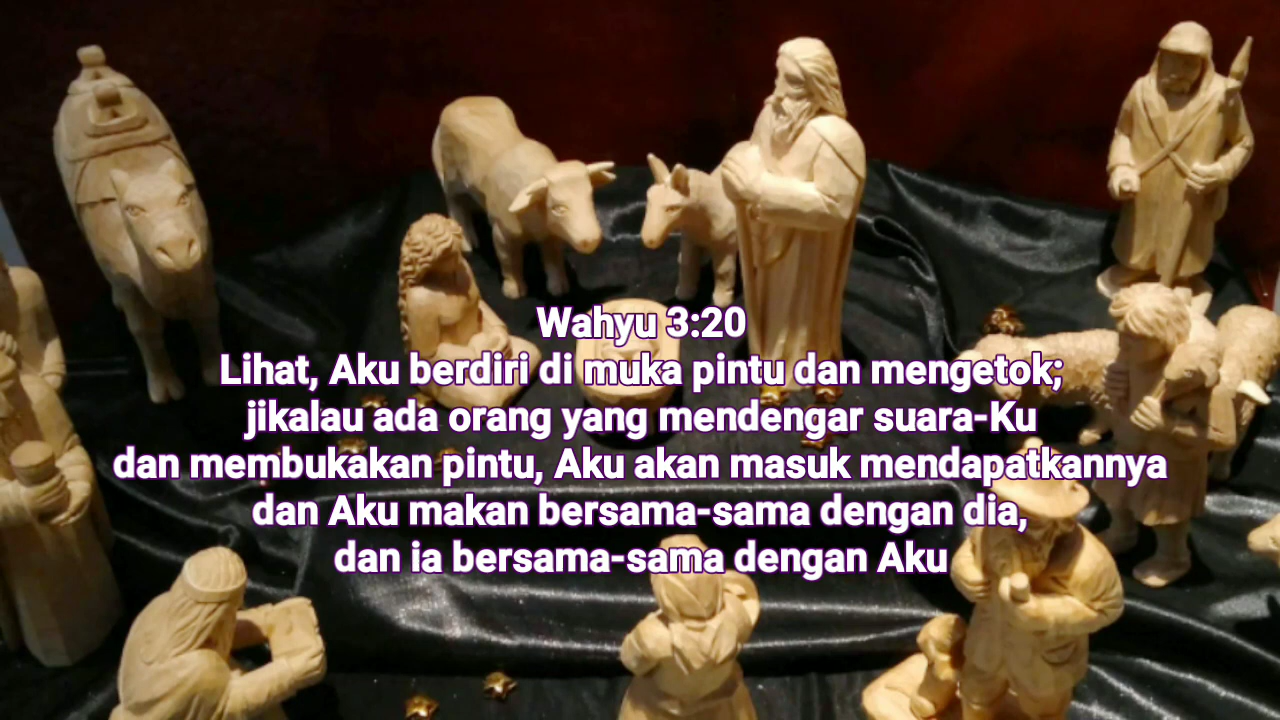 Wahyu 3:20
Lihat, Aku berdiri di muka pintu dan mengetok;
jikalau ada orang yang mendengar suara-Ku
dan membukakan pintu, Aku akan masuk mendapatkannya
dan Aku makan bersama-sama dengan dia,
dan ia bersama-sama dengan Aku